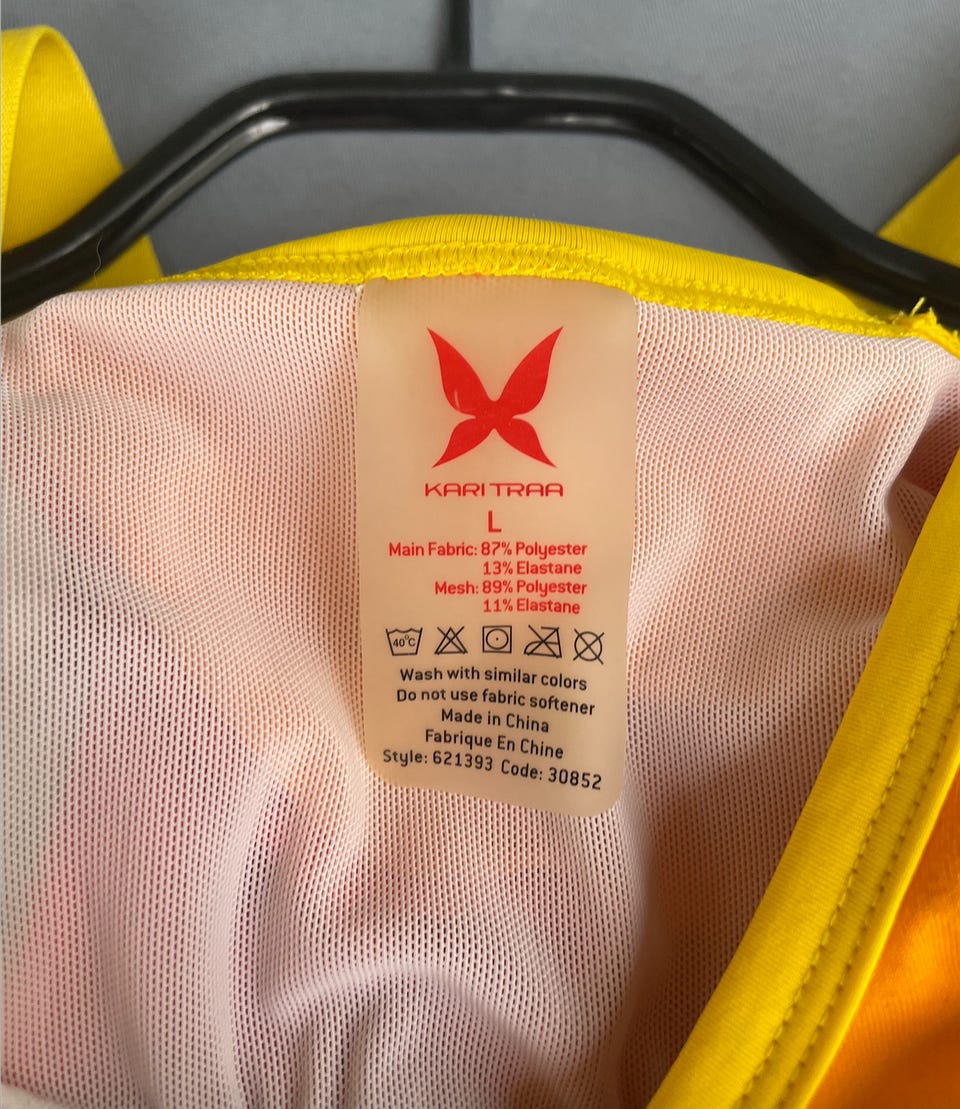 KARI TRAA
L
Main Fabric: 87% Polyester
13% Elastane
Mesh: 89% Polyester
11% Elastane
40°C
Wash with similar colors
Do not use fabric softener
Made in China
Fabrique En Chine
Style: 621393 Code: 30852